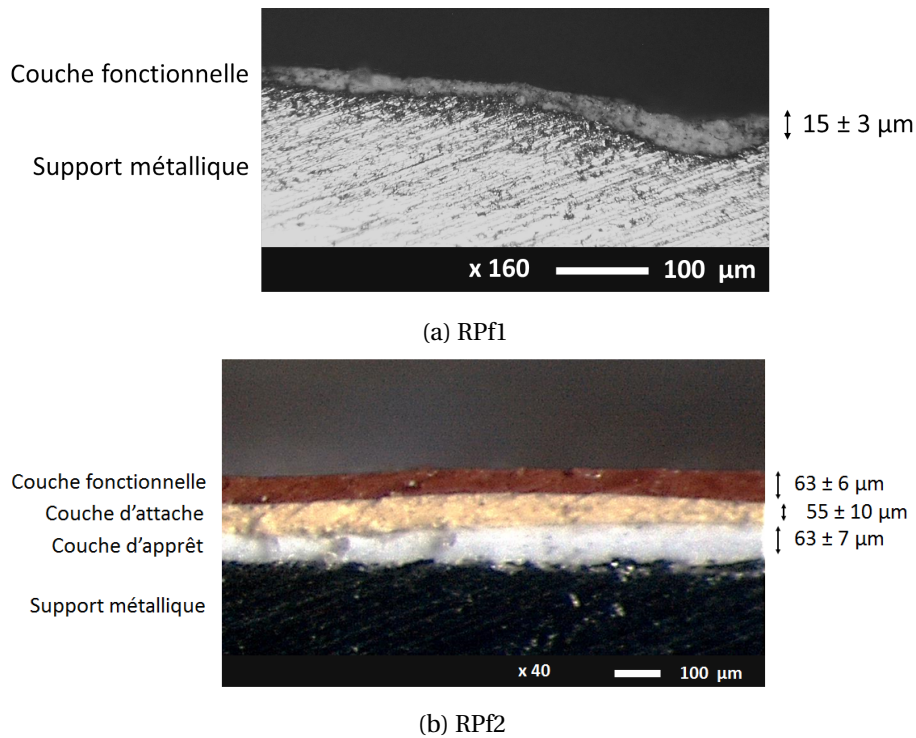 Couche fonctionnelle
15 ± 3 µm
Support métallique
x 160 100 µm
(a) RPf1
Couche fonctionnelle
63 ± 6 µm
Couche d'attache
55 ± 10 µm
Couche d'apprêt
63 ± 7 µm
Support métallique
x 40 100 µm
(b) RPf2